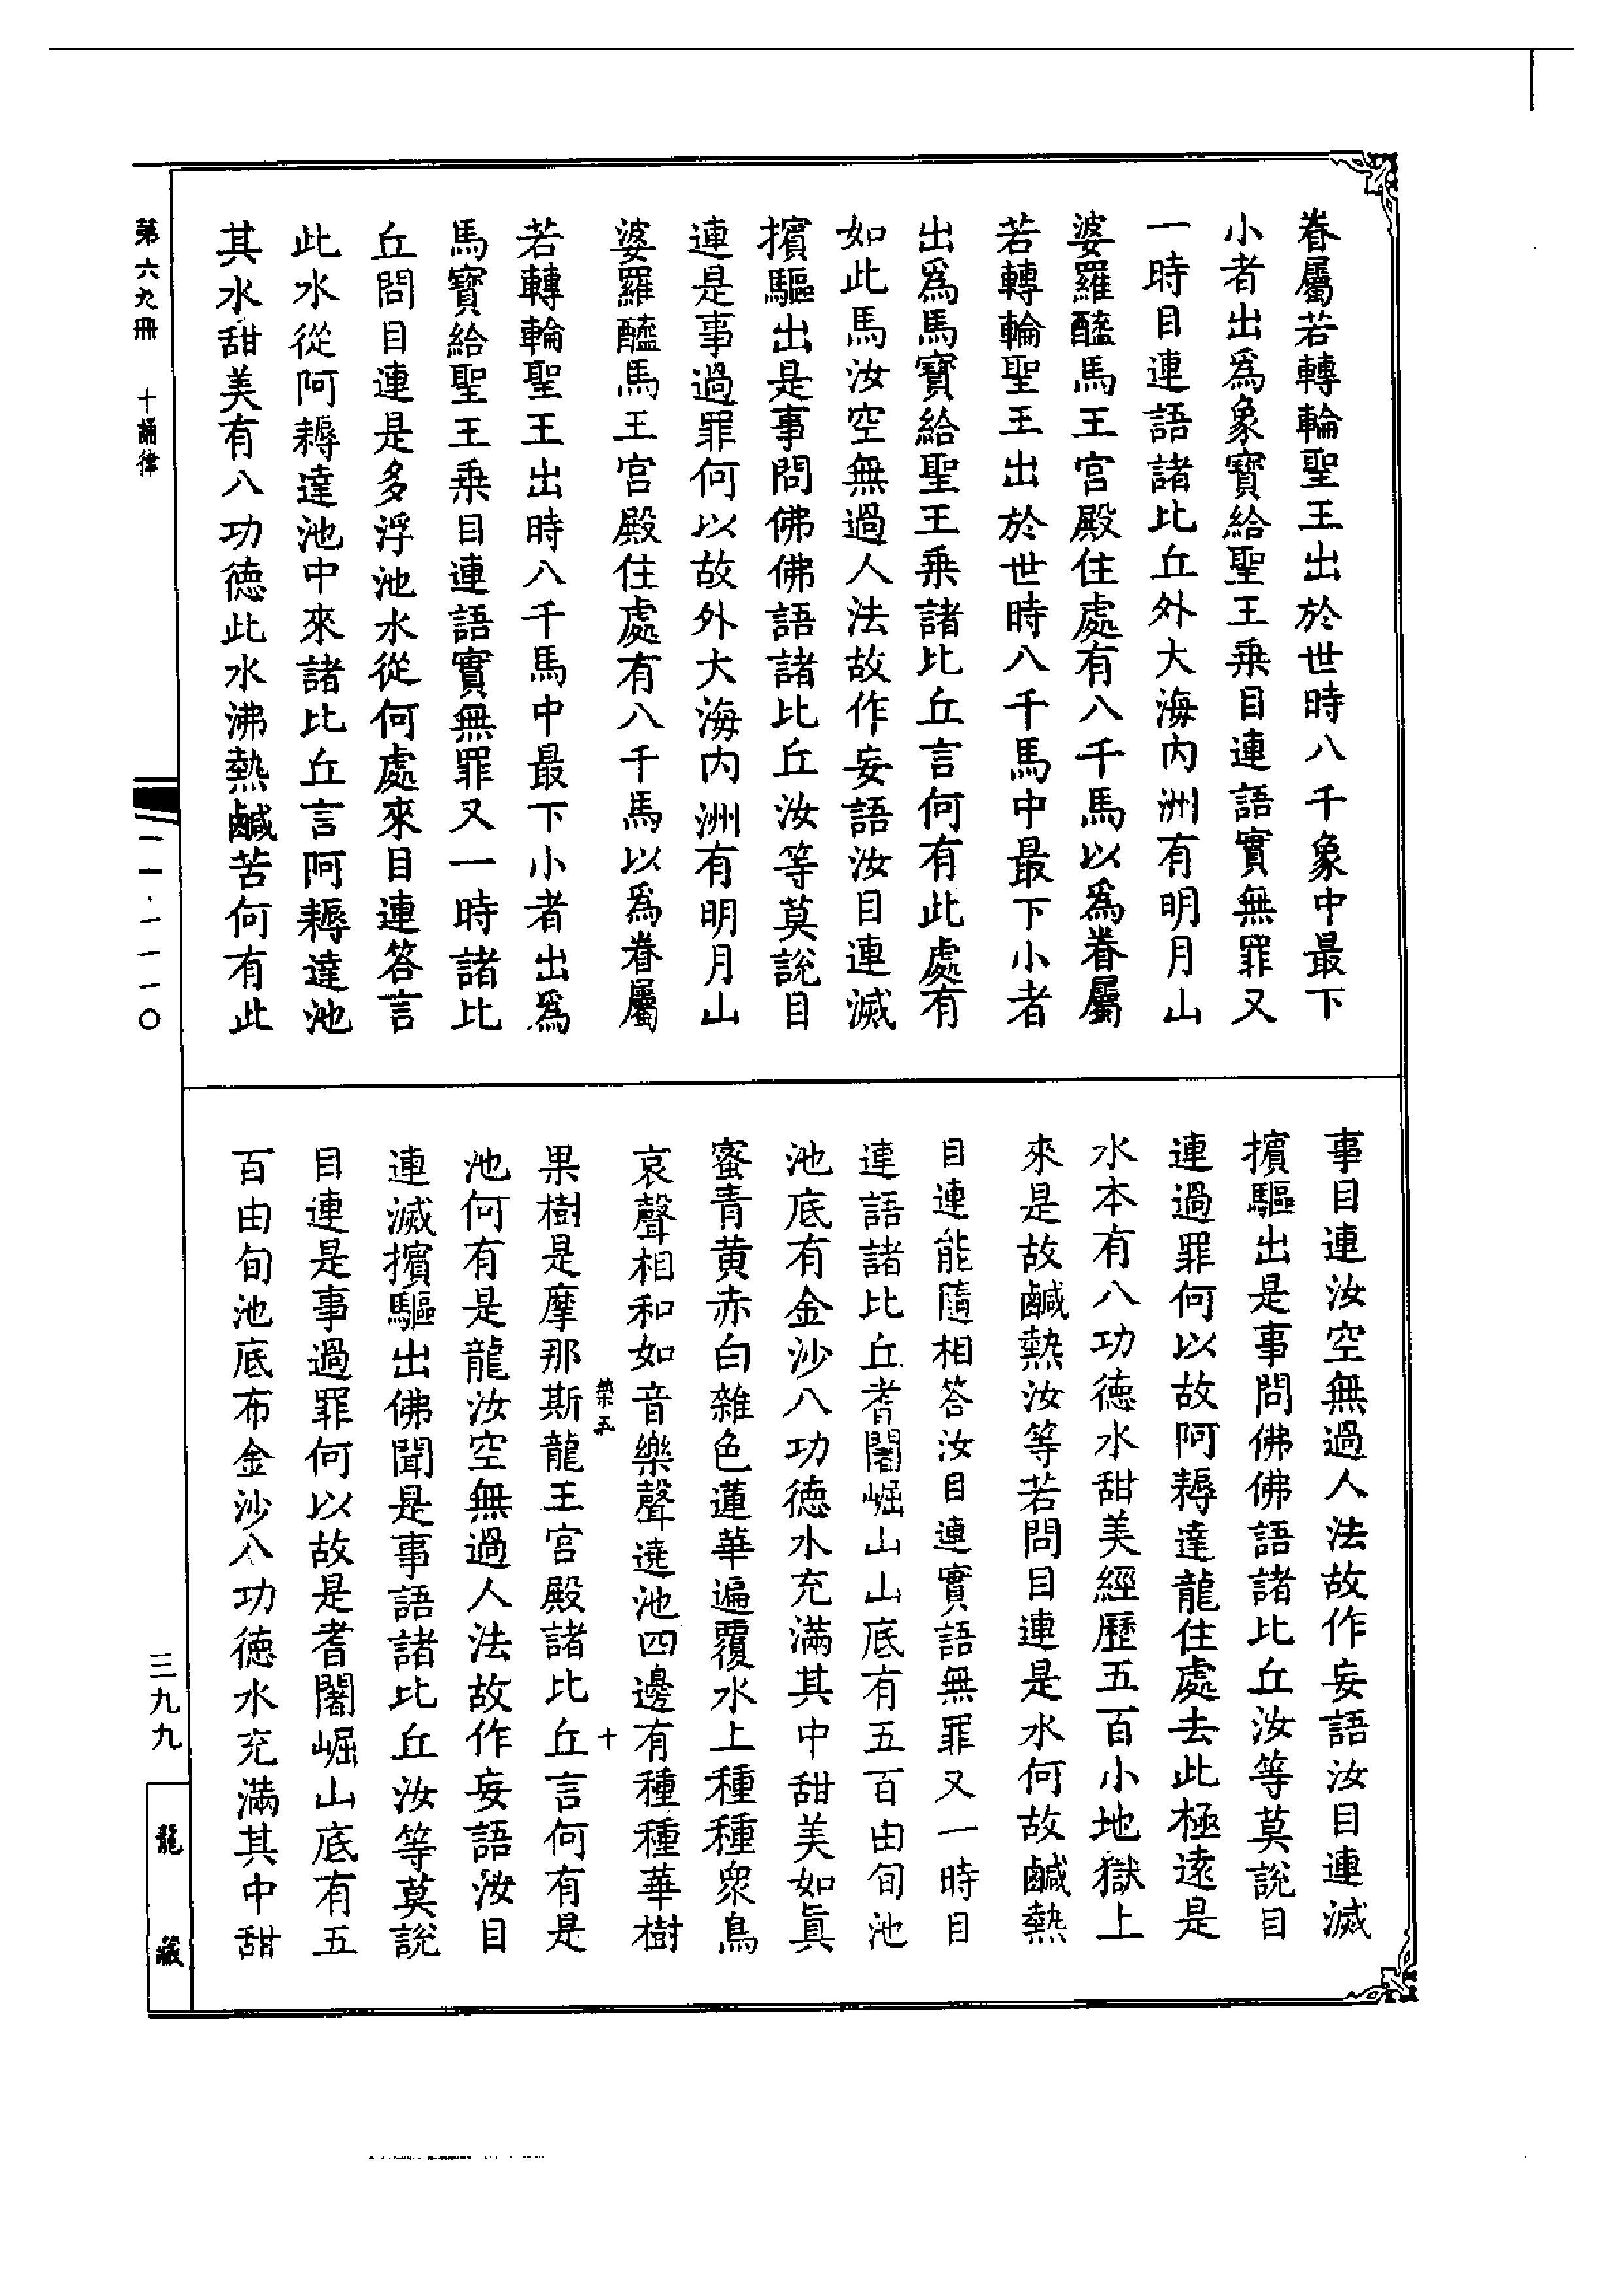 眷屬若轉輪聖王出於世時八千象中最下
小者出爲象寶給聖王乘目連語實無罪又
一時目連語諸比丘外大海内洲有明月山
婆羅醯馬王宮殿住處有八千馬以爲眷屬
若轉輪聖王出於世時八千馬中最下小者
出爲馬寶給聖王乘諸比丘言何有此處有
如此馬汝空無過人法故作妄語汝目連滅
擯驅出是事問佛佛語諸比丘汝等莫說目
連是事過罪何以故外大海内洲有明月山
婆羅醯馬王宮殿住處有八千馬以爲眷屬
若轉輪聖王出時八千馬中最下小者出爲
馬寶給聖王乘目連語實無罪又一時諸比
丘問目連是多浮池水從何處來目連答言
此水從阿耨達池中來諸比丘言阿耨達池
其水甜美有八功德此水沸熱鹹苦何有此
事目連汝空無過人法故作妄語汝目連滅
擯驅出是事問佛佛語諸比丘汝等莫說目
連過罪何以故阿耨達龍住處去此極遠是
水本有八功德水甜美經歷五百小地獄上
來是故鹹熱汝等若問目連是水何故鹹熱
目連能隨相答汝目連實語無罪又一時目
連語諸比丘耆闍崛山山底有五百由旬池
池底有金沙八功德水充滿其中甜美如真
蜜青黃赤白雜色蓮華遍覆水上種種衆鳥
哀聲相和如音樂聲遶池四邊有種種華樹
果樹是摩那斯龍王宮殿諸比丘言何有是
池何有是龍汝空無過人法故作妄語汝目
連滅擯驅出佛聞是事語諸比丘汝等莫說
目連是事過罪何以故是耆闍崛山底有五
百由旬池底布金沙八功德水充滿其中甜
五
十
第六九冊 十誦律
一一·一一一〇
三九九
龍藏